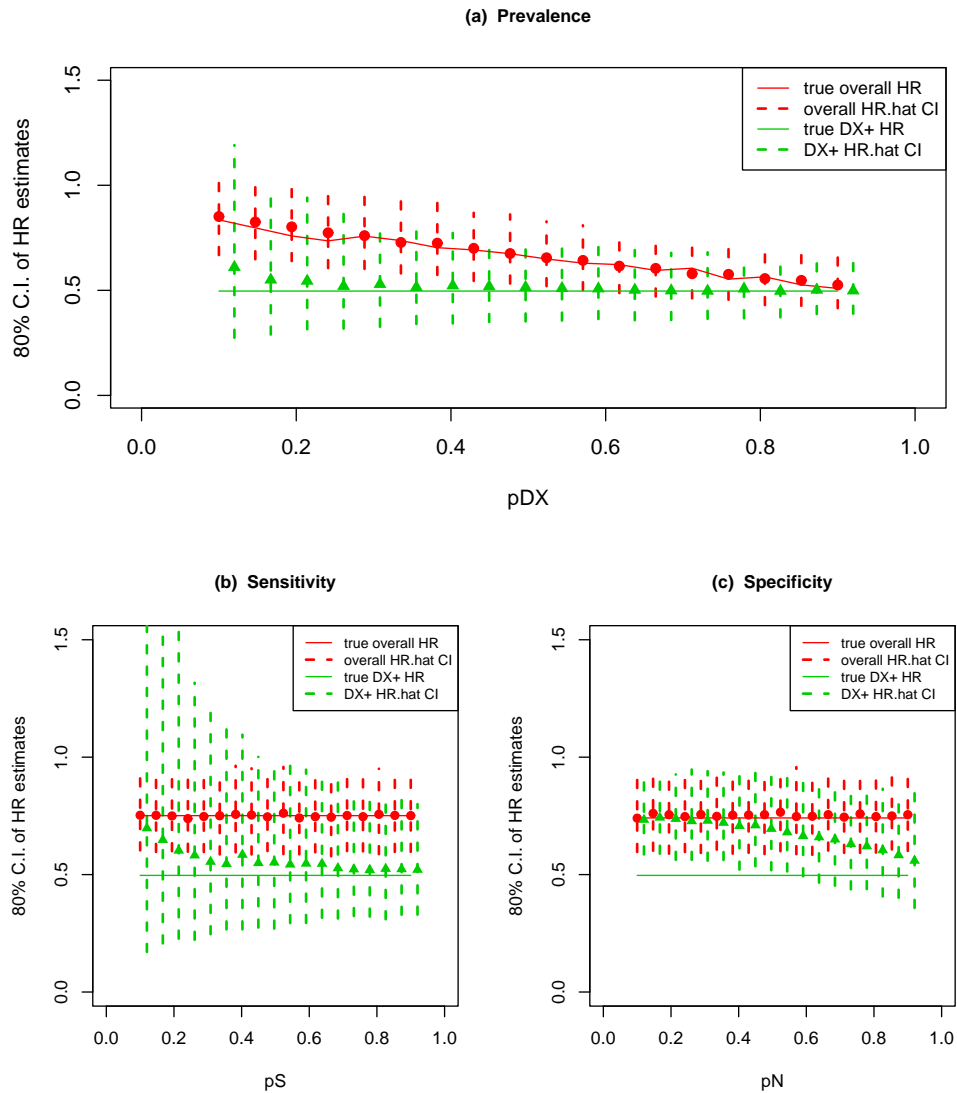 (a) Prevalence
80% C.I. of HR estimates
1.5
1.0
0.5
0.0
true overall HR
overall HR.hat CI
true DX+ HR
DX+ HR.hat CI
0.0 0.2 0.4 0.6 0.8 1.0
pDX
(b) Sensitivity
80% C.I. of HR estimates
1.5
1.0
0.5
0.0
true overall HR
overall HR.hat CI
true DX+ HR
DX+ HR.hat CI
0.0 0.2 0.4 0.6 0.8 1.0
pS
(c) Specificity
80% C.I. of HR estimates
1.5
1.0
0.5
0.0
true overall HR
overall HR.hat CI
true DX+ HR
DX+ HR.hat CI
0.0 0.2 0.4 0.6 0.8 1.0
pN